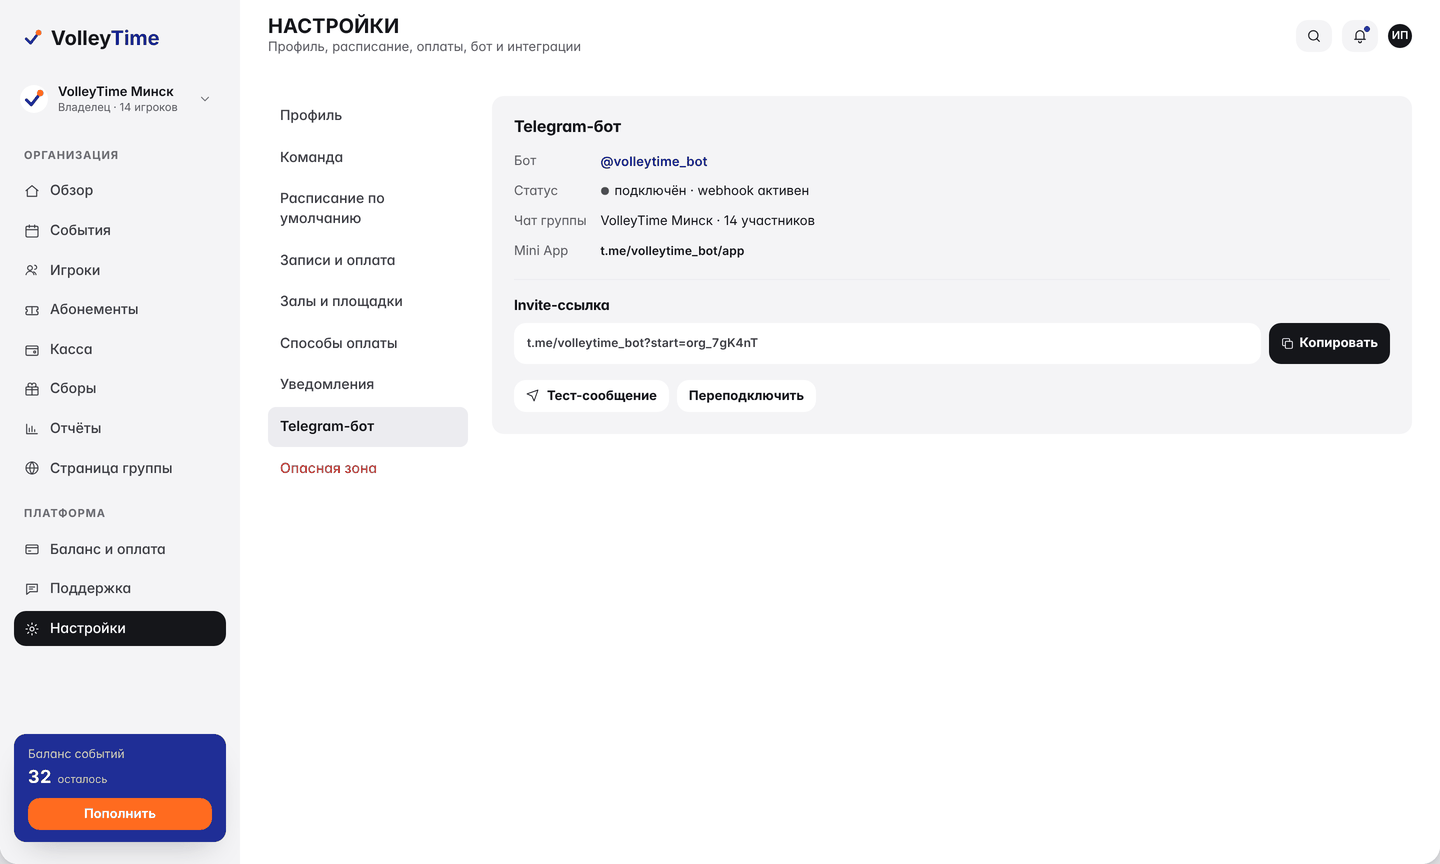 VolleyTime
VolleyTime Минск
Владелец · 14 игроков
ОРГАНИЗАЦИЯ
Обзор
События
Игроки
Абонементы
Касса
Сборы
Отчёты
Страница группы
ПЛАТФОРМА
Баланс и оплата
Поддержка
Настройки
Баланс событий
32 осталось
Пополнить
НАСТРОЙКИ
Профиль, расписание, оплаты, бот и интеграции
ИП
Профиль
Команда
Расписание по
умолчанию
Записи и оплата
Залы и площадки
Способы оплаты
Уведомления
Telegram-бот
Опасная зона
Telegram-бот
Бот @volleytime_bot
Статус подключён · webhook активен
Чат группы VolleyTime Минск · 14 участников
Mini App t.me/volleytime_bot/app
Invite-ссылка
t.me/volleytime_bot?start=org_7gK4nT
Копировать
Тест-сообщение Переподключить